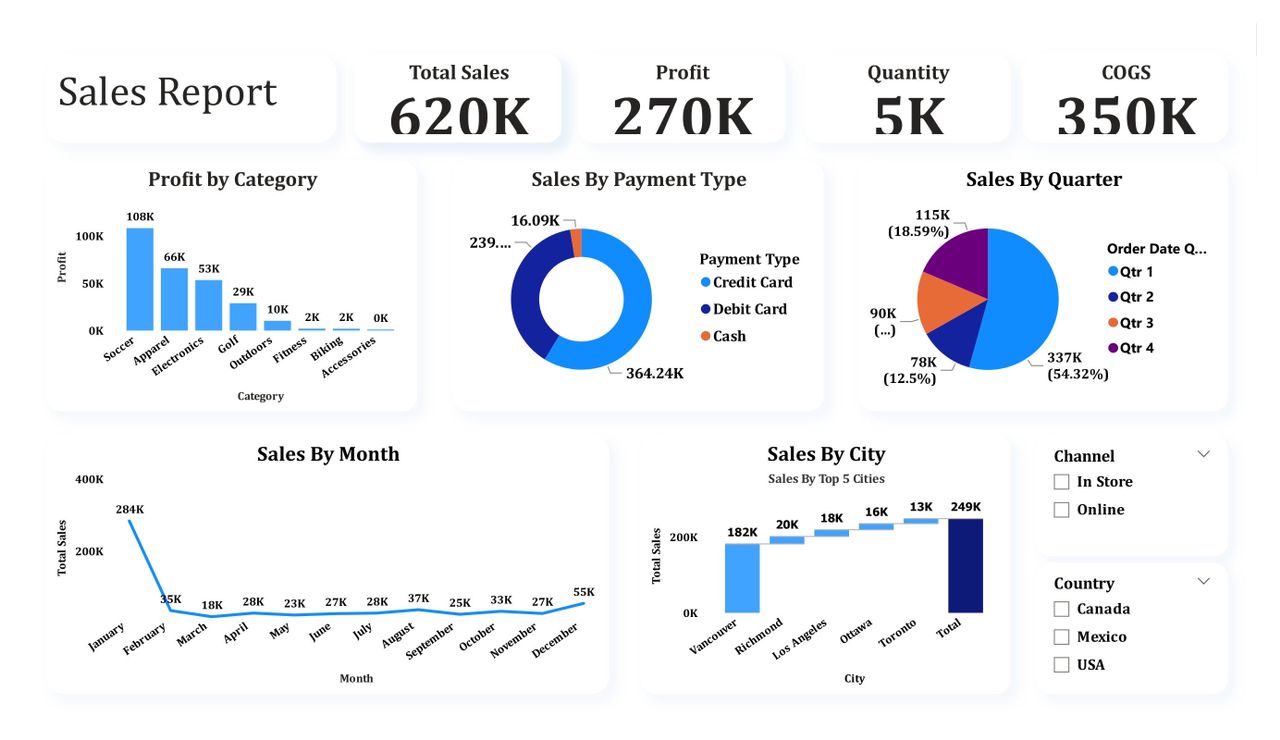 Sales Report
Total Sales
620K
Profit
270K
Quantity
5K
COGS
350K
Profit by Category
Profit
100K
50K
0K
108K
66K
53K
29K
10K
2K
2K
0K
Soccer
Apparel
Electronics
Golf
Outdoors
Fitness
Biking
Accessories
Category
Sales By Payment Type
16.09K
239....
364.24K
Payment Type
Credit Card
Debit Card
Cash
Sales By Quarter
115K
(18.59%)
90K
(...)
78K
(12.5%)
337K
(54.32%)
Order Date Q...
Qtr 1
Qtr 2
Qtr 3
Qtr 4
Sales By Month
Total Sales
400K
200K
284K
35K
18K
28K
23K
27K
28K
37K
25K
33K
27K
55K
January
February
March
April
May
June
July
August
September
October
November
December
Month
Sales By City
Sales By Top 5 Cities
Total Sales
200K
0K
182K
20K
18K
16K
13K
249K
Vancouver
Richmond
Los Angeles
Ottawa
Toronto
Total
City
Channel
In Store
Online
Country
Canada
Mexico
USA